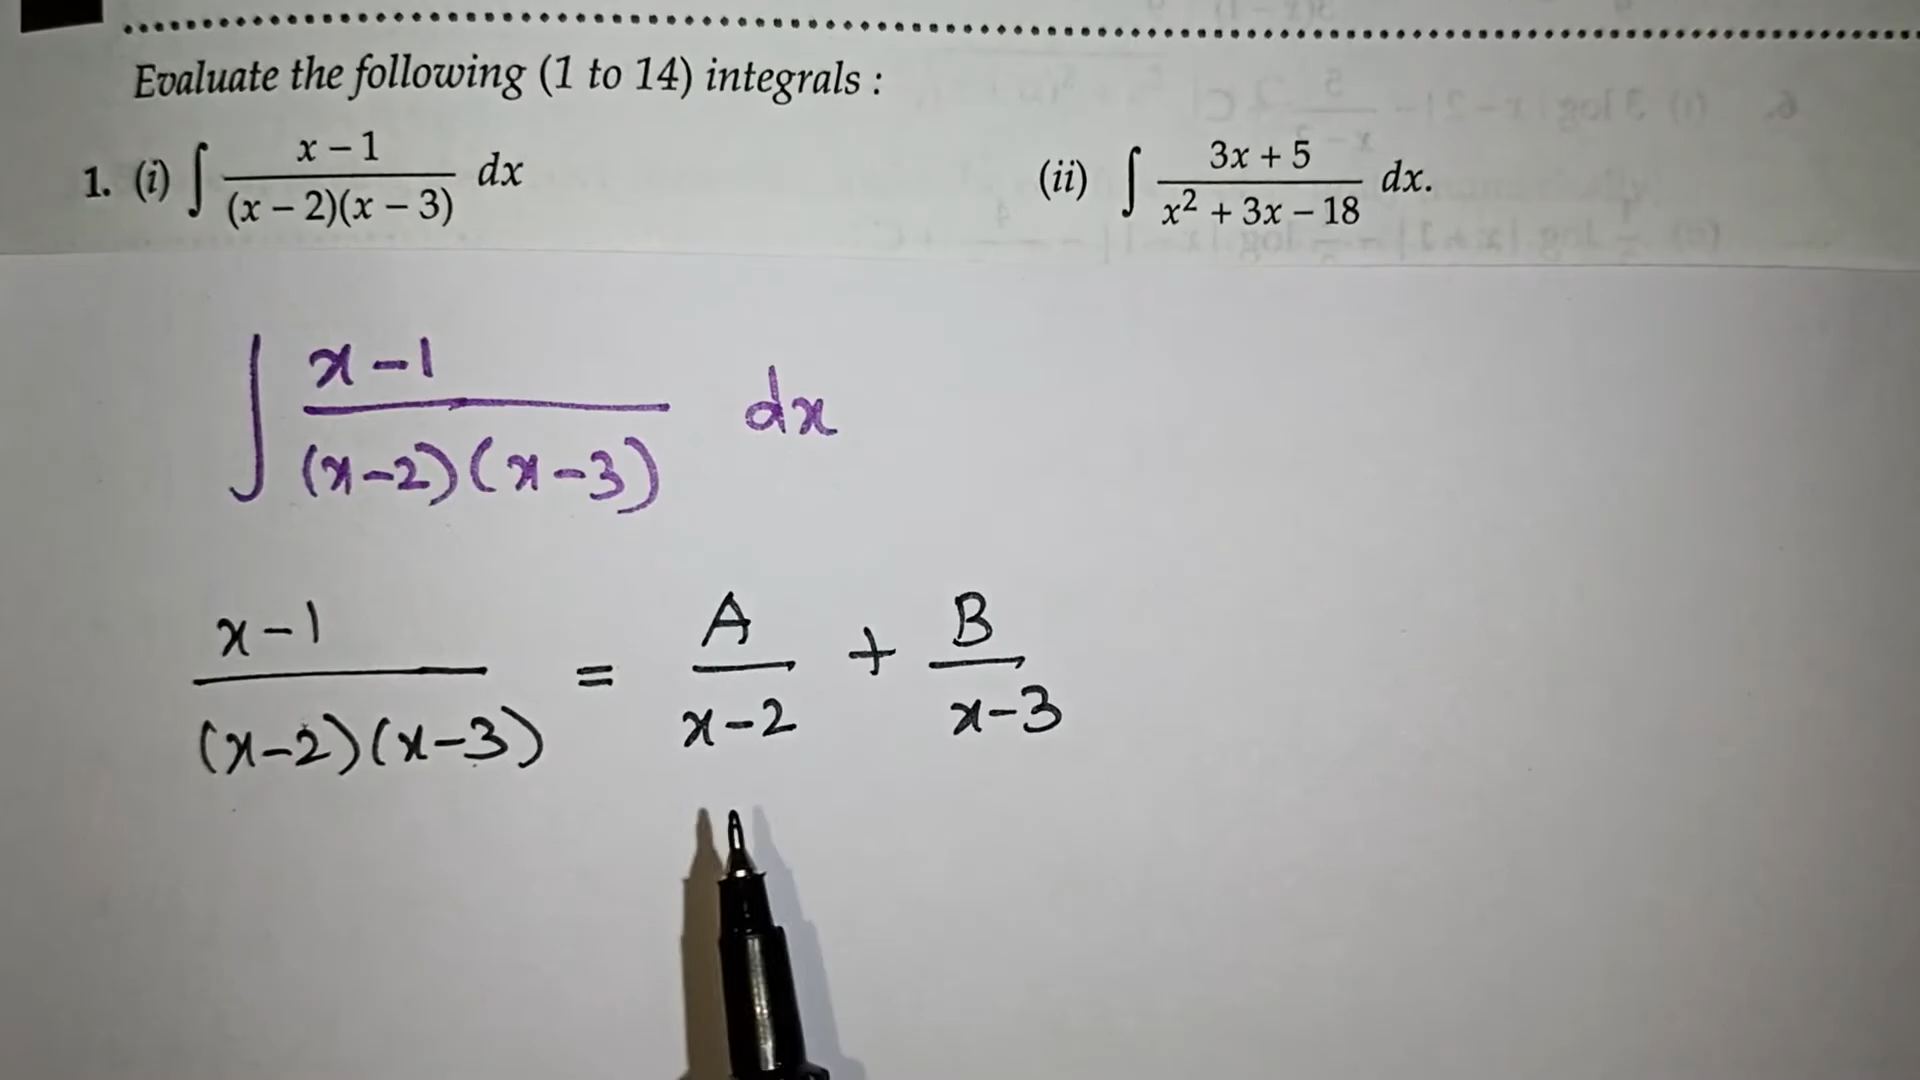 Evaluate the following (1 to 14) integrals :
1. (i) ∫ (x – 1)/((x – 2)(x – 3)) dx (ii) ∫ (3x + 5)/(x² + 3x – 18) dx.
∫ (x-1)/((x-2)(x-3)) dx
(x-1)/((x-2)(x-3)) = A/(x-2) + B/(x-3)